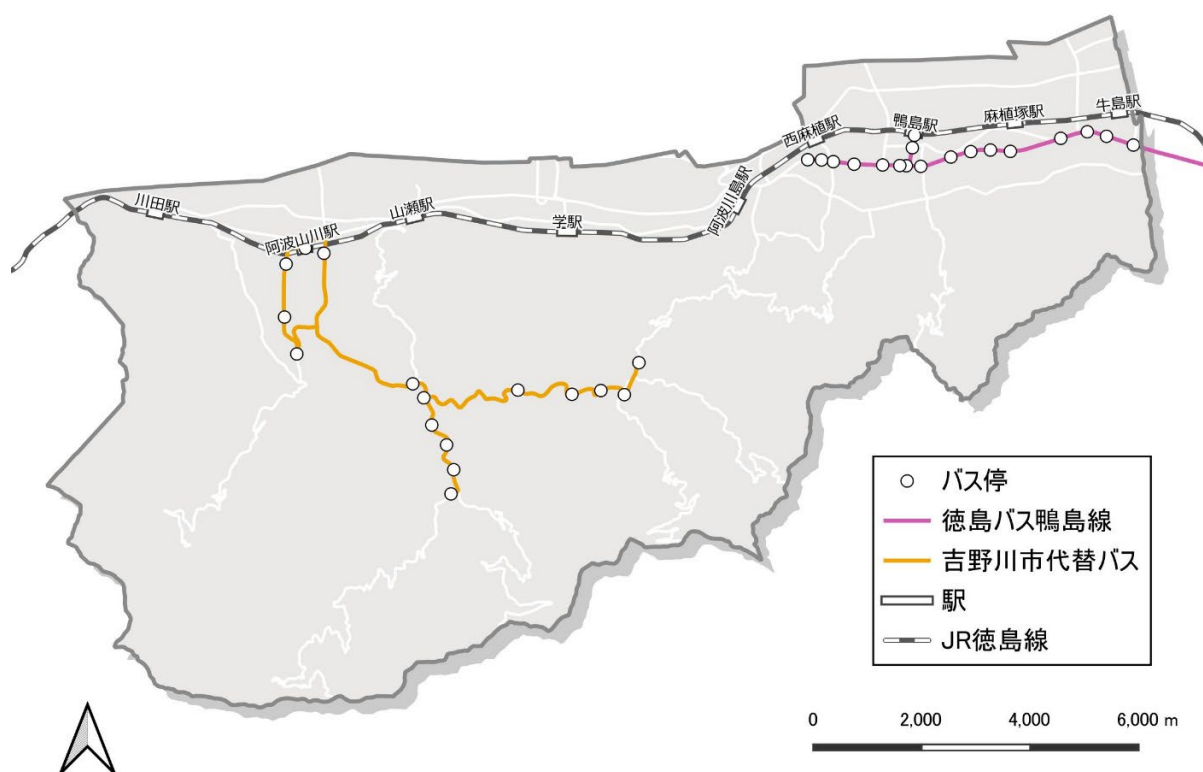 牛島駅
麻植塚駅
鴨島駅
西麻植駅
阿波川島駅
学駅
山瀬駅
阿波山川駅
川田駅
バス停
徳島バス鴨島線
吉野川市代替バス
駅
JR徳島線
0 2,000 4,000 6,000 m